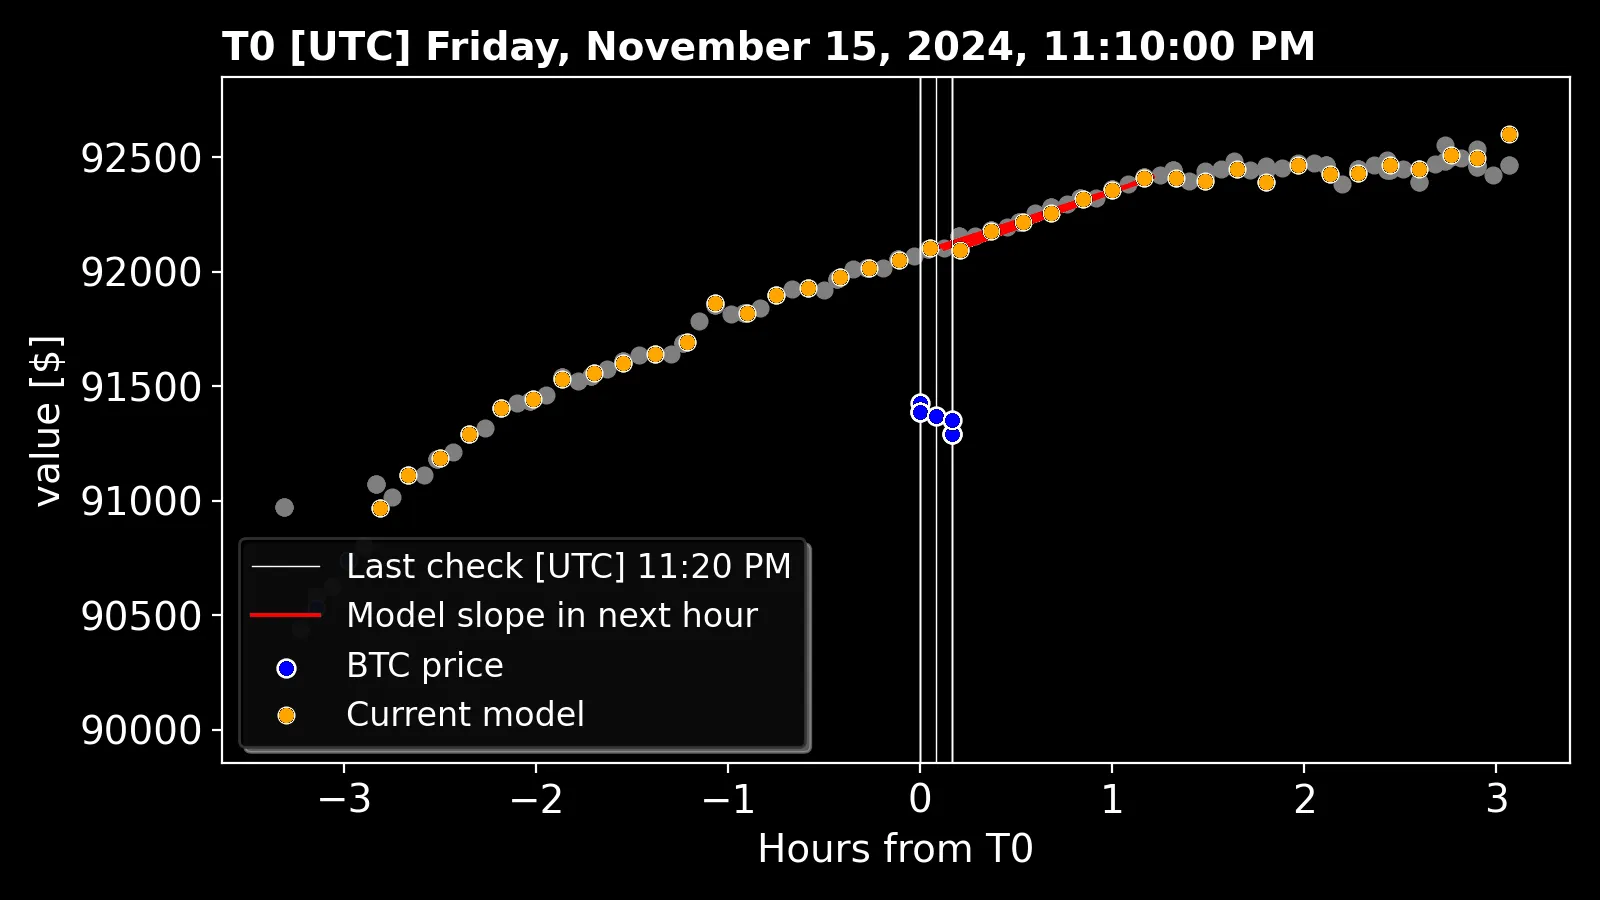 T0 [UTC] Friday, November 15, 2024, 11:10:00 PM
value [$]
92500
92000
91500
91000
90500
90000
Last check [UTC] 11:20 PM
Model slope in next hour
BTC price
Current model
−3 −2 −1 0 1 2 3
Hours from T0